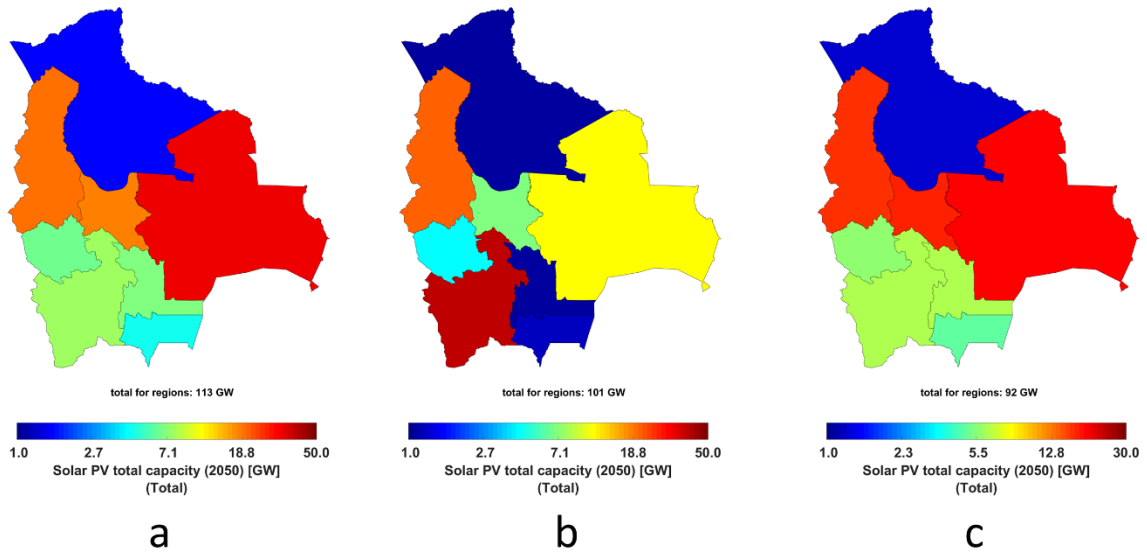 total for regions: 113 GW
1.0 2.7 7.1 18.8 50.0
Solar PV total capacity (2050) [GW]
(Total)
a
total for regions: 101 GW
1.0 2.7 7.1 18.8 50.0
Solar PV total capacity (2050) [GW]
(Total)
b
total for regions: 92 GW
1.0 2.3 5.5 12.8 30.0
Solar PV total capacity (2050) [GW]
(Total)
c